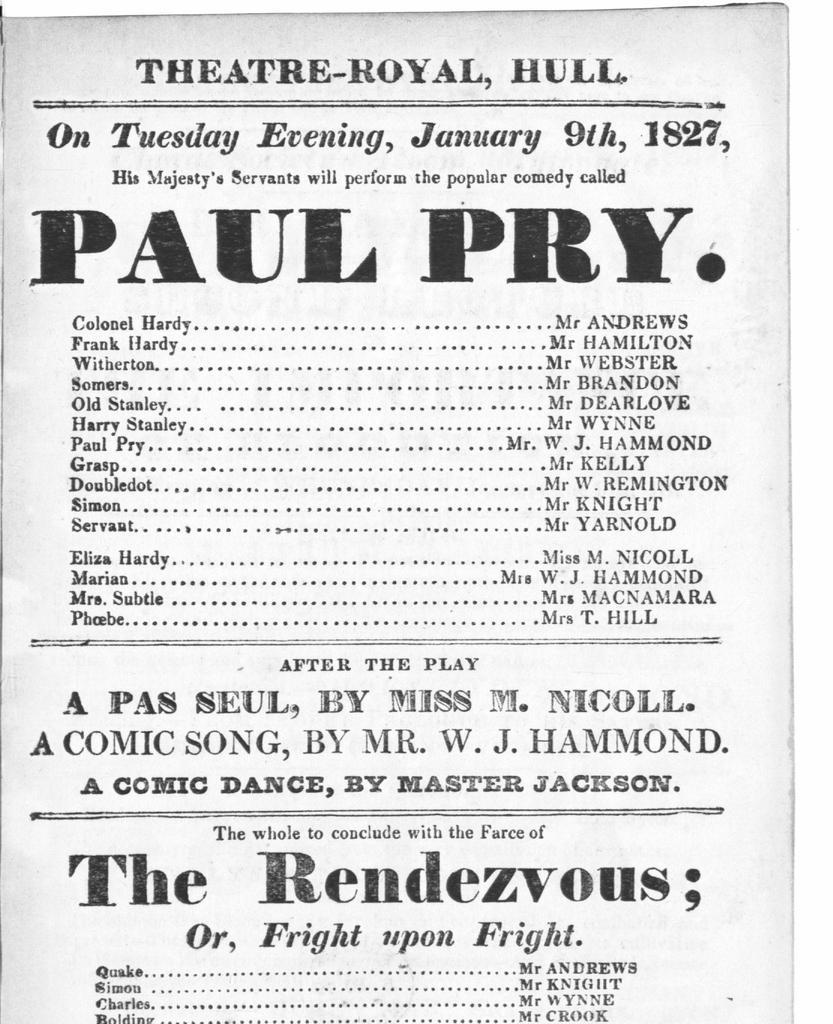 THEATRE-ROYAL, HULL.
On Tuesday Evening, January 9th, 1827,
His Majesty's Servants will perform the popular comedy called
PAUL PRY.
Colonel Hardy.......................................Mr ANDREWS
Frank Hardy.......................................Mr HAMILTON
Witherton.......................................Mr WEBSTER
Somers.......................................Mr BRANDON
Old Stanley.......................................Mr DEARLOVE
Harry Stanley.......................................Mr WYNNE
Paul Pry.......................................Mr. W. J. HAMMOND
Grasp.......................................Mr KELLY
Doubledot.......................................Mr W. REMINGTON
Simon.......................................Mr KNIGHT
Servant.......................................Mr YARNOLD
Eliza Hardy.......................................Miss M. NICOLL
Marian.......................................Mrs W. J. HAMMOND
Mrs. Subtle .......................................Mrs MACNAMARA
Phœbe.......................................Mrs T. HILL
AFTER THE PLAY
A PAS SEUL, BY MISS M. NICOLL.
A COMIC SONG, BY MR. W. J. HAMMOND.
A COMIC DANCE, BY MASTER JACKSON.
The whole to conclude with the Farce of
The Rendezvous;
Or, Fright upon Fright.
Quake.......................................Mr ANDREWS
Simon.......................................Mr KNIGHT
Charles.......................................Mr WYNNE
Bolding.......................................Mr CROOK